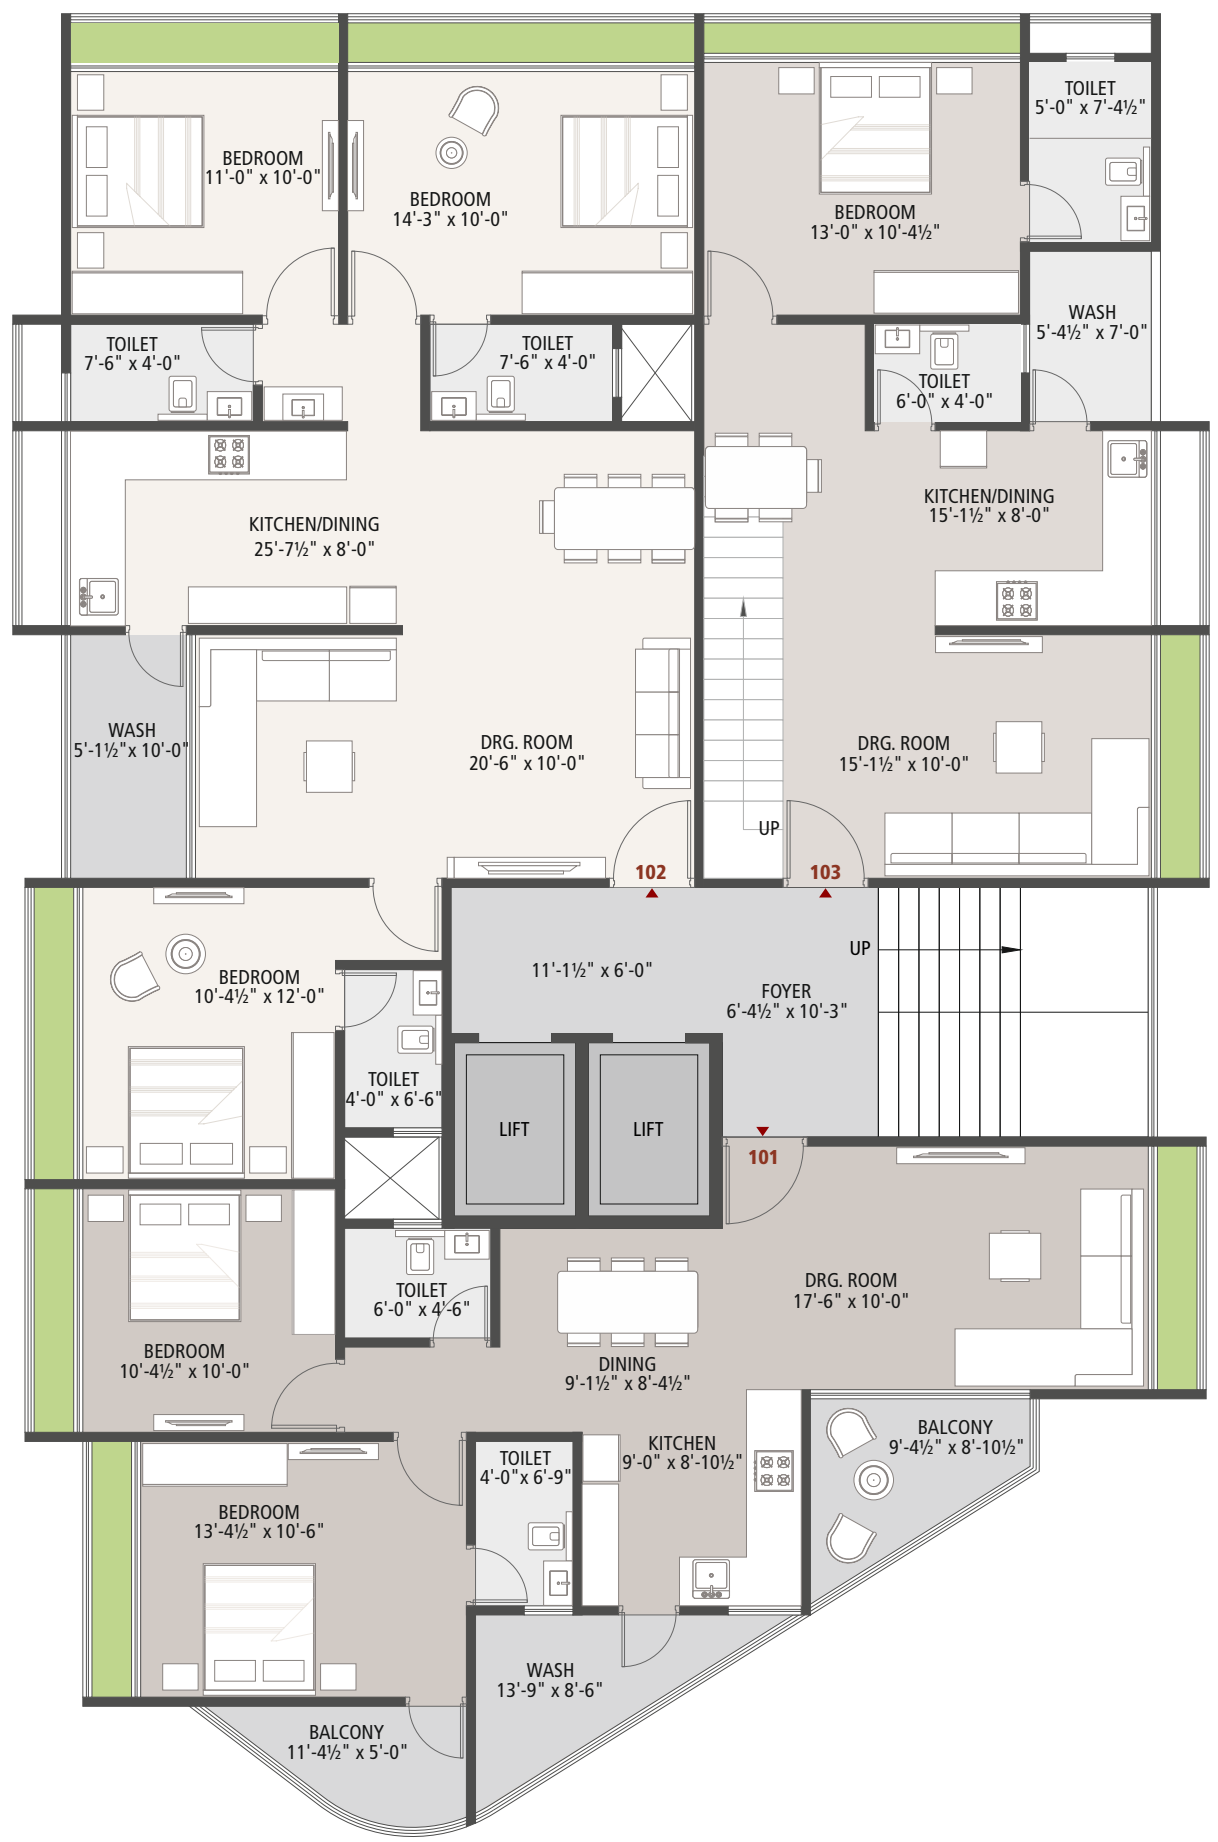 TOILET
5'-0" x 7'-4½"
BEDROOM
11'-0" x 10'-0"
BEDROOM
14'-3" x 10'-0"
BEDROOM
13'-0" x 10'-4½"
WASH
5'-4½" x 7'-0"
TOILET
7'-6" x 4'-0"
TOILET
7'-6" x 4'-0"
TOILET
6'-0" x 4'-0"
KITCHEN/DINING
25'-7½" x 8'-0"
KITCHEN/DINING
15'-1½" x 8'-0"
WASH
5'-1½"x 10'-0"
DRG. ROOM
20'-6" x 10'-0"
DRG. ROOM
15'-1½" x 10'-0"
UP
102
103
UP
BEDROOM
10'-4½" x 12'-0"
11'-1½" x 6'-0"
FOYER
6'-4½" x 10'-3"
TOILET
4'-0" x 6'-6"
LIFT
LIFT
101
TOILET
6'-0" x 4'-6"
DRG. ROOM
17'-6" x 10'-0"
BEDROOM
10'-4½" x 10'-0"
DINING
9'-1½" x 8'-4½"
KITCHEN
9'-0" x 8'-10½"
BALCONY
9'-4½" x 8'-10½"
TOILET
4'-0"x 6'-9"
BEDROOM
13'-4½" x 10'-6"
WASH
13'-9" x 8'-6"
BALCONY
11'-4½" x 5'-0"